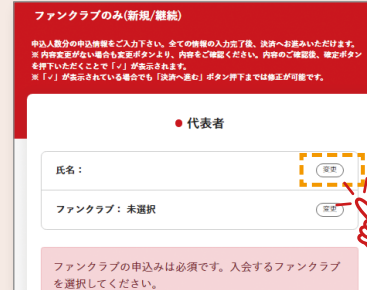 ファンクラブのみ(新規/継続)
申込人数分の申込情報をご入力下さい。全ての情報の入力完了後、決済へお進みいただけます。
※ 内容変更がない場合も変更ボタンより、内容をご確認ください。内容のご確認後、確定ボタン
を押下いただくことで「✓」が表示されます。
※「✓」が表示されている場合でも「決済へ進む」ボタン押下までは修正が可能です。
代表者
氏名：
変更
ファンクラブ： 未選択
変更
ファンクラブの申込みは必須です。入会するファンクラブ
を選択してください。